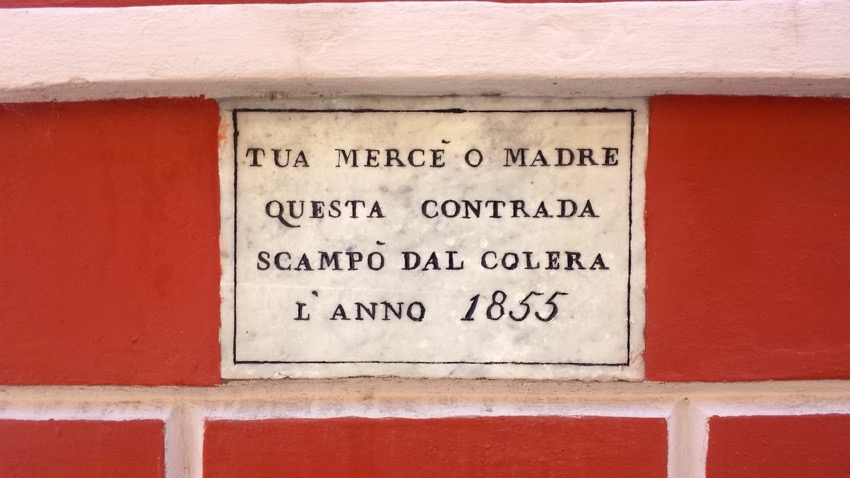 TUA MERCÈ O MADRE
QUESTA CONTRADA
SCAMPÒ DAL COLERA
L'ANNO 1855